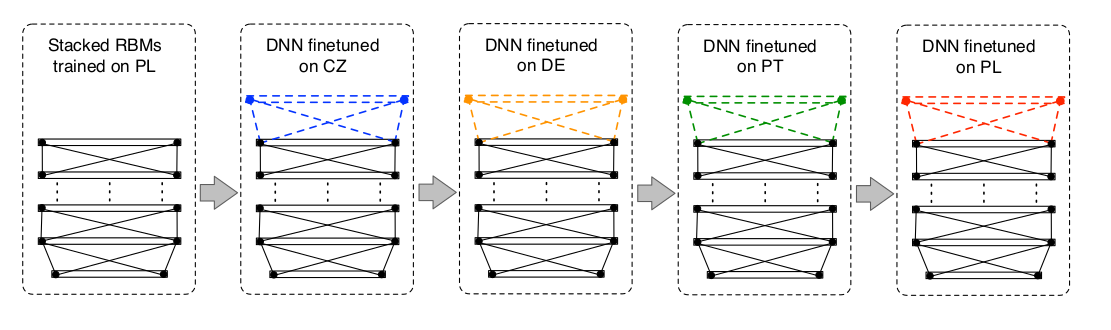 Stacked RBMs
trained on PL
DNN finetuned
on CZ
DNN finetuned
on DE
DNN finetuned
on PT
DNN finetuned
on PL